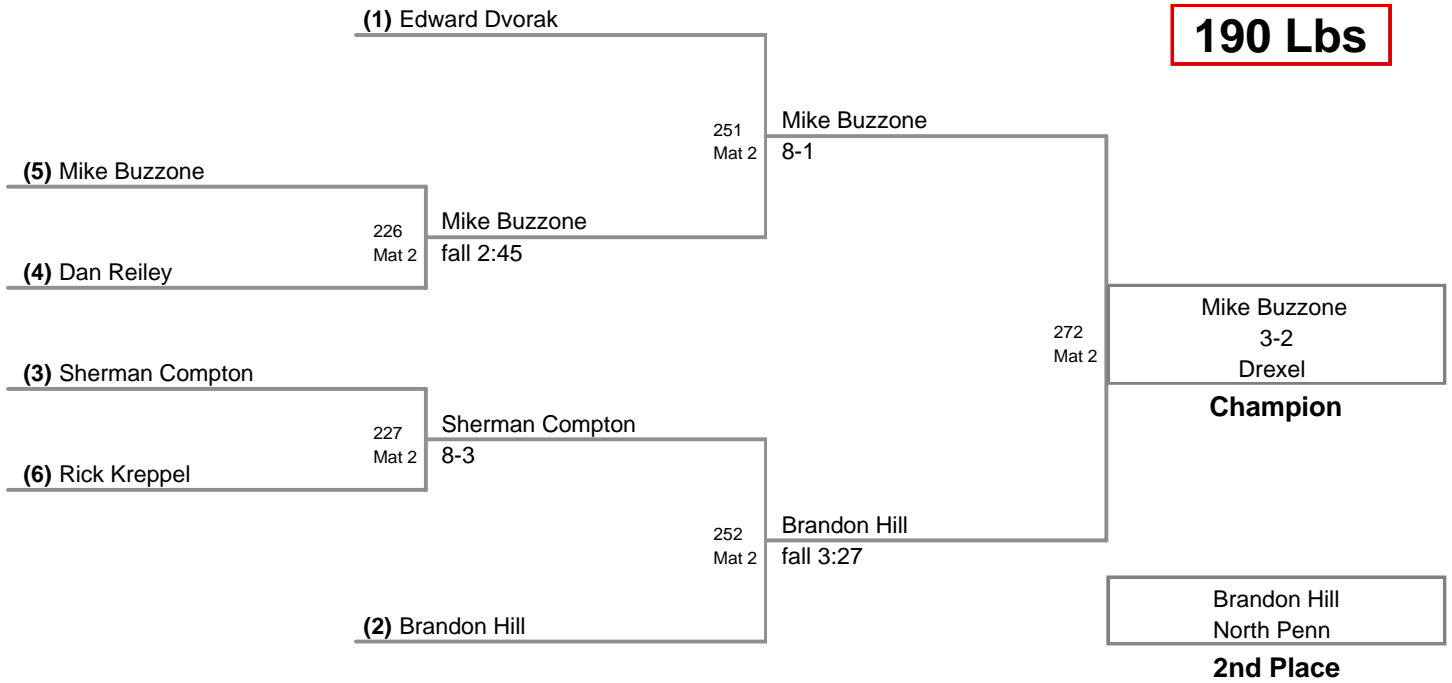 (1) Edward Dvorak
190 Lbs
251
Mat 2
Mike Buzzone
8-1
(5) Mike Buzzone
226
Mat 2
Mike Buzzone
fall 2:45
(4) Dan Reiley
272
Mat 2
Mike Buzzone
3-2
Drexel
Champion
(3) Sherman Compton
227
Mat 2
Sherman Compton
8-3
(6) Rick Kreppel
252
Mat 2
Brandon Hill
fall 3:27
(2) Brandon Hill
Brandon Hill
North Penn
2nd Place